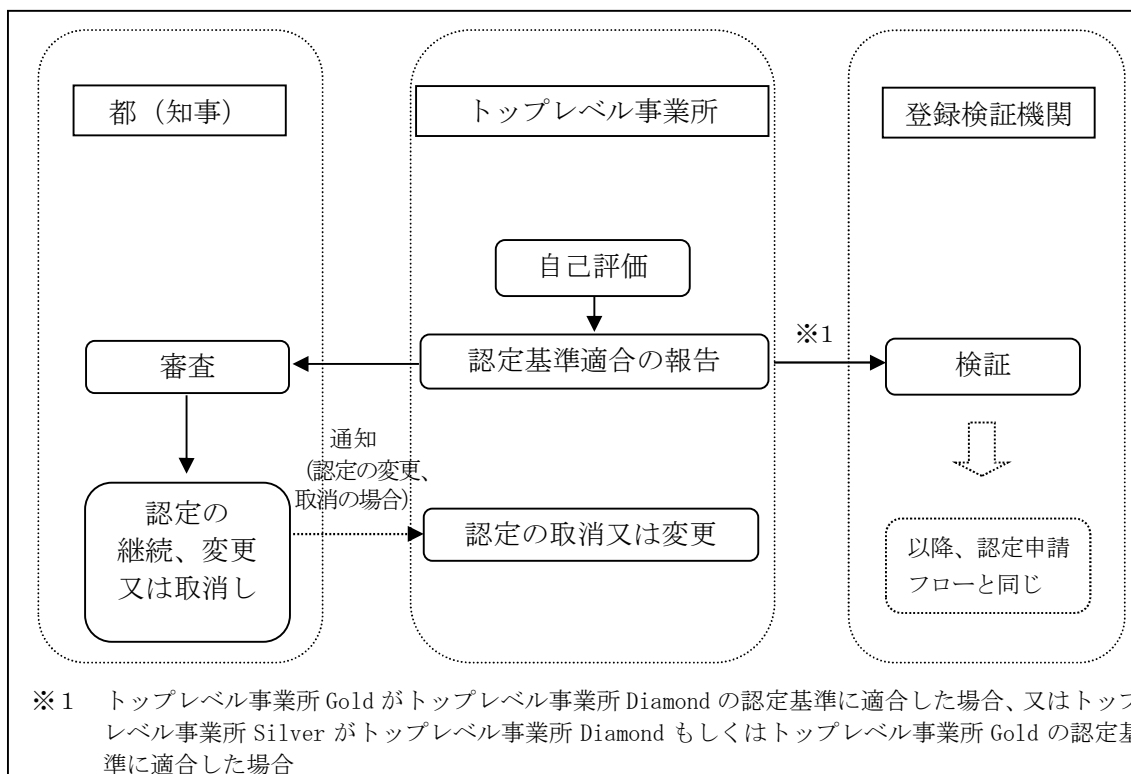 都（知事）
トップレベル事業所
登録検証機関
自己評価
※1
審査
認定基準適合の報告
検証
通知
(認定の変更、
取消の場合)
認定の
継続、変更
又は取消し
認定の取消又は変更
以降、認定申請
フローと同じ
※１　トップレベル事業所 Gold がトップレベル事業所 Diamond の認定基準に適合した場合、又はトップ
レベル事業所 Silver がトップレベル事業所 Diamond もしくはトップレベル事業所 Gold の認定基
準に適合した場合